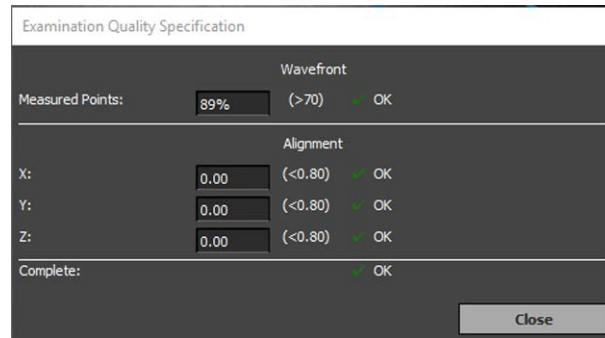 Examination Quality Specification
Wavefront
Measured Points: 89% (>70) ✓ OK
Alignment
X: 0.00 (<0.80) ✓ OK
Y: 0.00 (<0.80) ✓ OK
Z: 0.00 (<0.80) ✓ OK
Complete: ✓ OK
Close